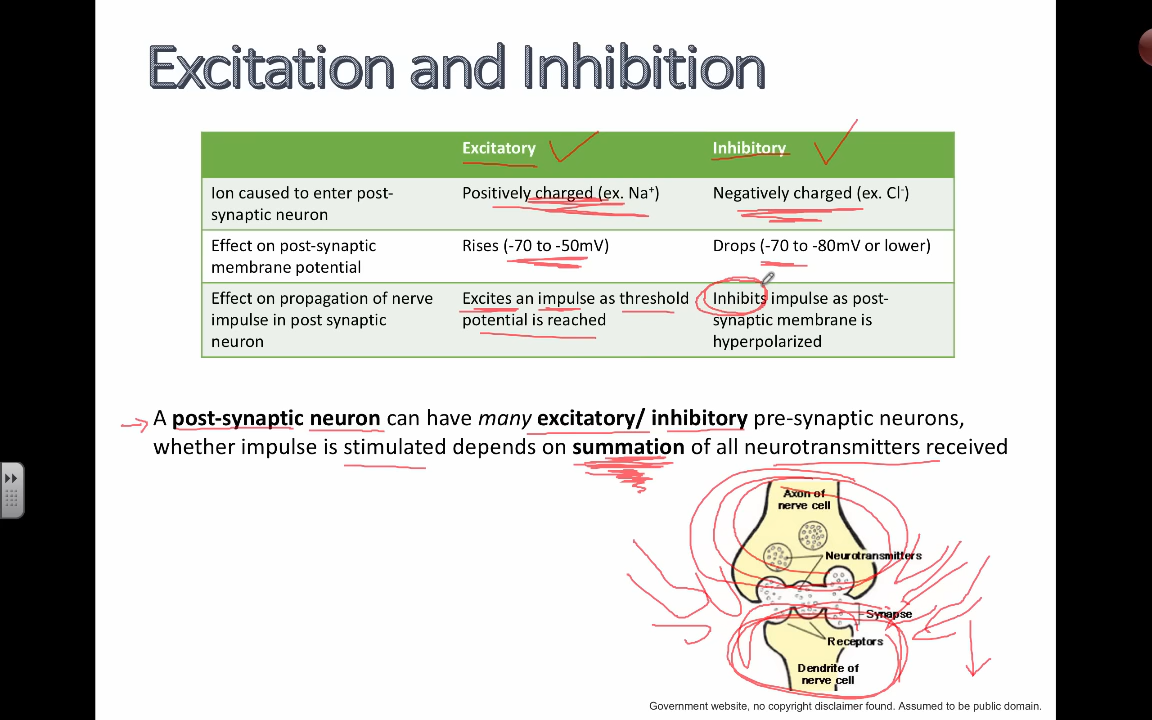 Excitation and Inhibition
Excitatory Inhibitory
Ion caused to enter post-
synaptic neuron
Positively charged (ex. Na⁺)
Negatively charged (ex. Cl⁻)
Effect on post-synaptic
membrane potential
Rises (-70 to -50mV)
Drops (-70 to -80mV or lower)
Effect on propagation of nerve
impulse in post synaptic
neuron
Excites an impulse as threshold
potential is reached
Inhibits impulse as post-
synaptic membrane is
hyperpolarized
A post-synaptic neuron can have many excitatory/ inhibitory pre-synaptic neurons,
whether impulse is stimulated depends on summation of all neurotransmitters received
Axon of
nerve cell
Neurotransmitters
Synapse
Receptors
Dendrite of
nerve cell
Government website, no copyright disclaimer found. Assumed to be public domain.